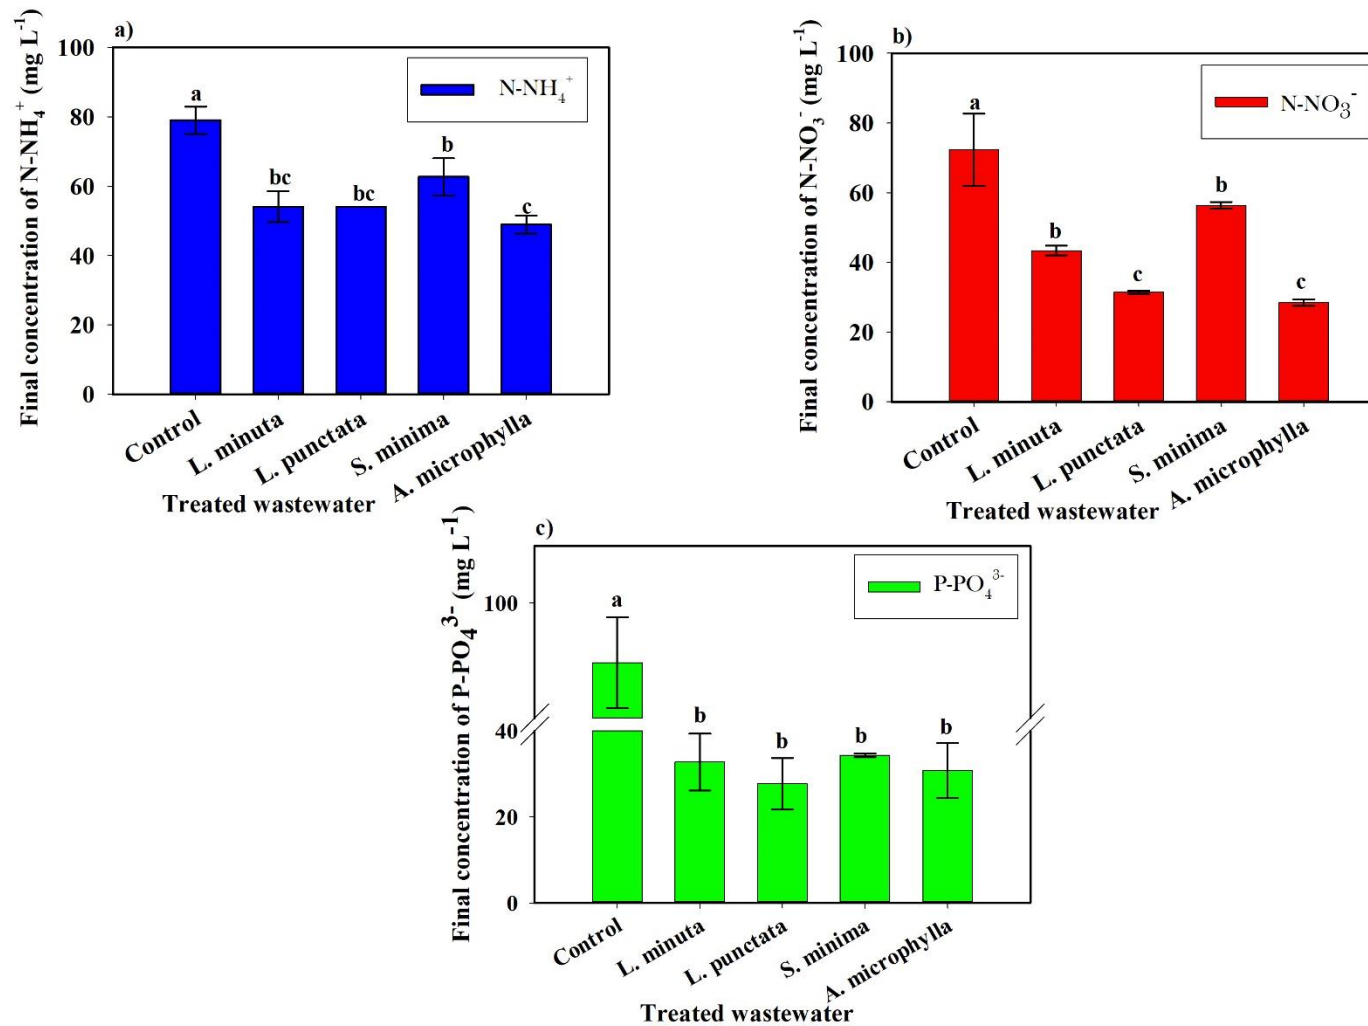 a)
Final concentration of N-NH4+ (mg L-1)
100
80
60
40
20
0
N-NH4+
a
bc
bc
b
c
Control
L. minuta
L. punctata
S. minima
A. microphylla
Treated wastewater
b)
Final concentration of N-NO3- (mg L-1)
100
80
60
40
20
0
N-NO3-
a
b
c
b
c
Control
L. minuta
L. punctata
S. minima
A. microphylla
Treated wastewater
c)
Final concentration of P-PO43- (mg L-1)
100
40
20
0
P-PO43-
a
b
b
b
b
Control
L. minuta
L. punctata
S. minima
A. microphylla
Treated wastewater